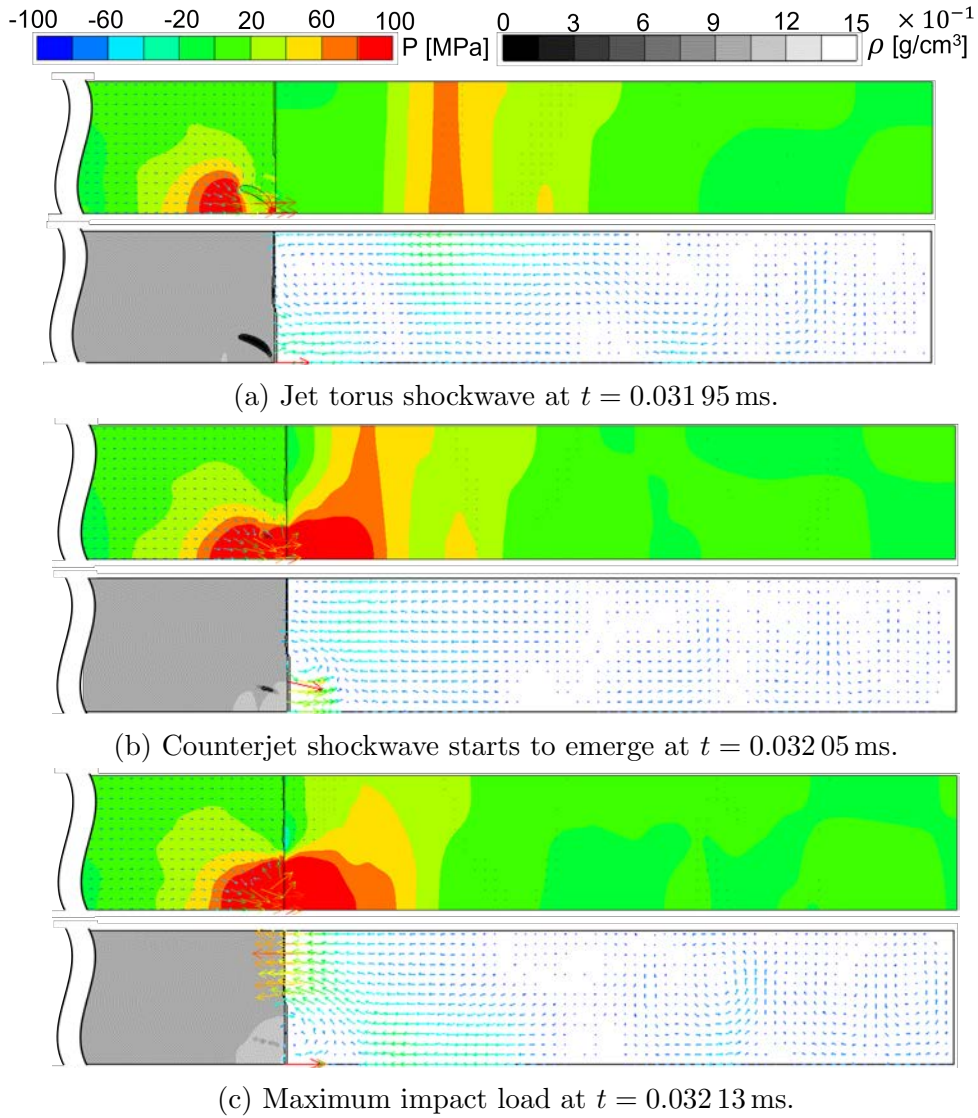 -100 -60 -20 20 60 100 P [MPa] 0 3 6 9 12 15 × 10⁻¹ ρ [g/cm³]
(a) Jet torus shockwave at t = 0.031 95 ms.
(b) Counterjet shockwave starts to emerge at t = 0.032 05 ms.
(c) Maximum impact load at t = 0.032 13 ms.